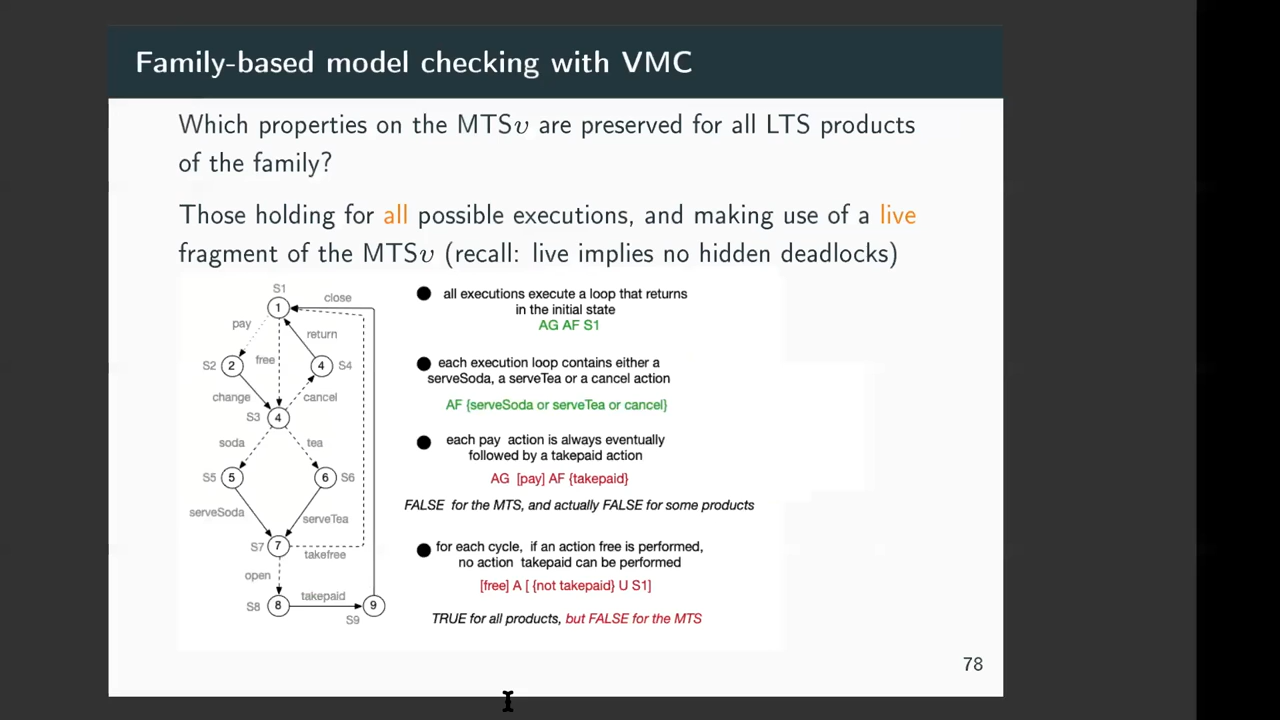 Family-based model checking with VMC
Which properties on the MTSυ are preserved for all LTS products
of the family?
Those holding for all possible executions, and making use of a live
fragment of the MTSυ (recall: live implies no hidden deadlocks)
S1
1
close
pay
return
free
S2
2
4
S4
change
cancel
S3
4
soda
tea
S5
5
6
S6
serveSoda
serveTea
S7
7
takefree
open
S8
8
takepaid
9
S9
all executions execute a loop that returns
in the initial state
AG AF S1
each execution loop contains either a
serveSoda, a serveTea or a cancel action
AF {serveSoda or serveTea or cancel}
each pay action is always eventually
followed by a takepaid action
AG [pay] AF {takepaid}
FALSE for the MTS, and actually FALSE for some products
for each cycle, if an action free is performed,
no action takepaid can be performed
[free] A [ {not takepaid} U S1]
TRUE for all products, but FALSE for the MTS
78